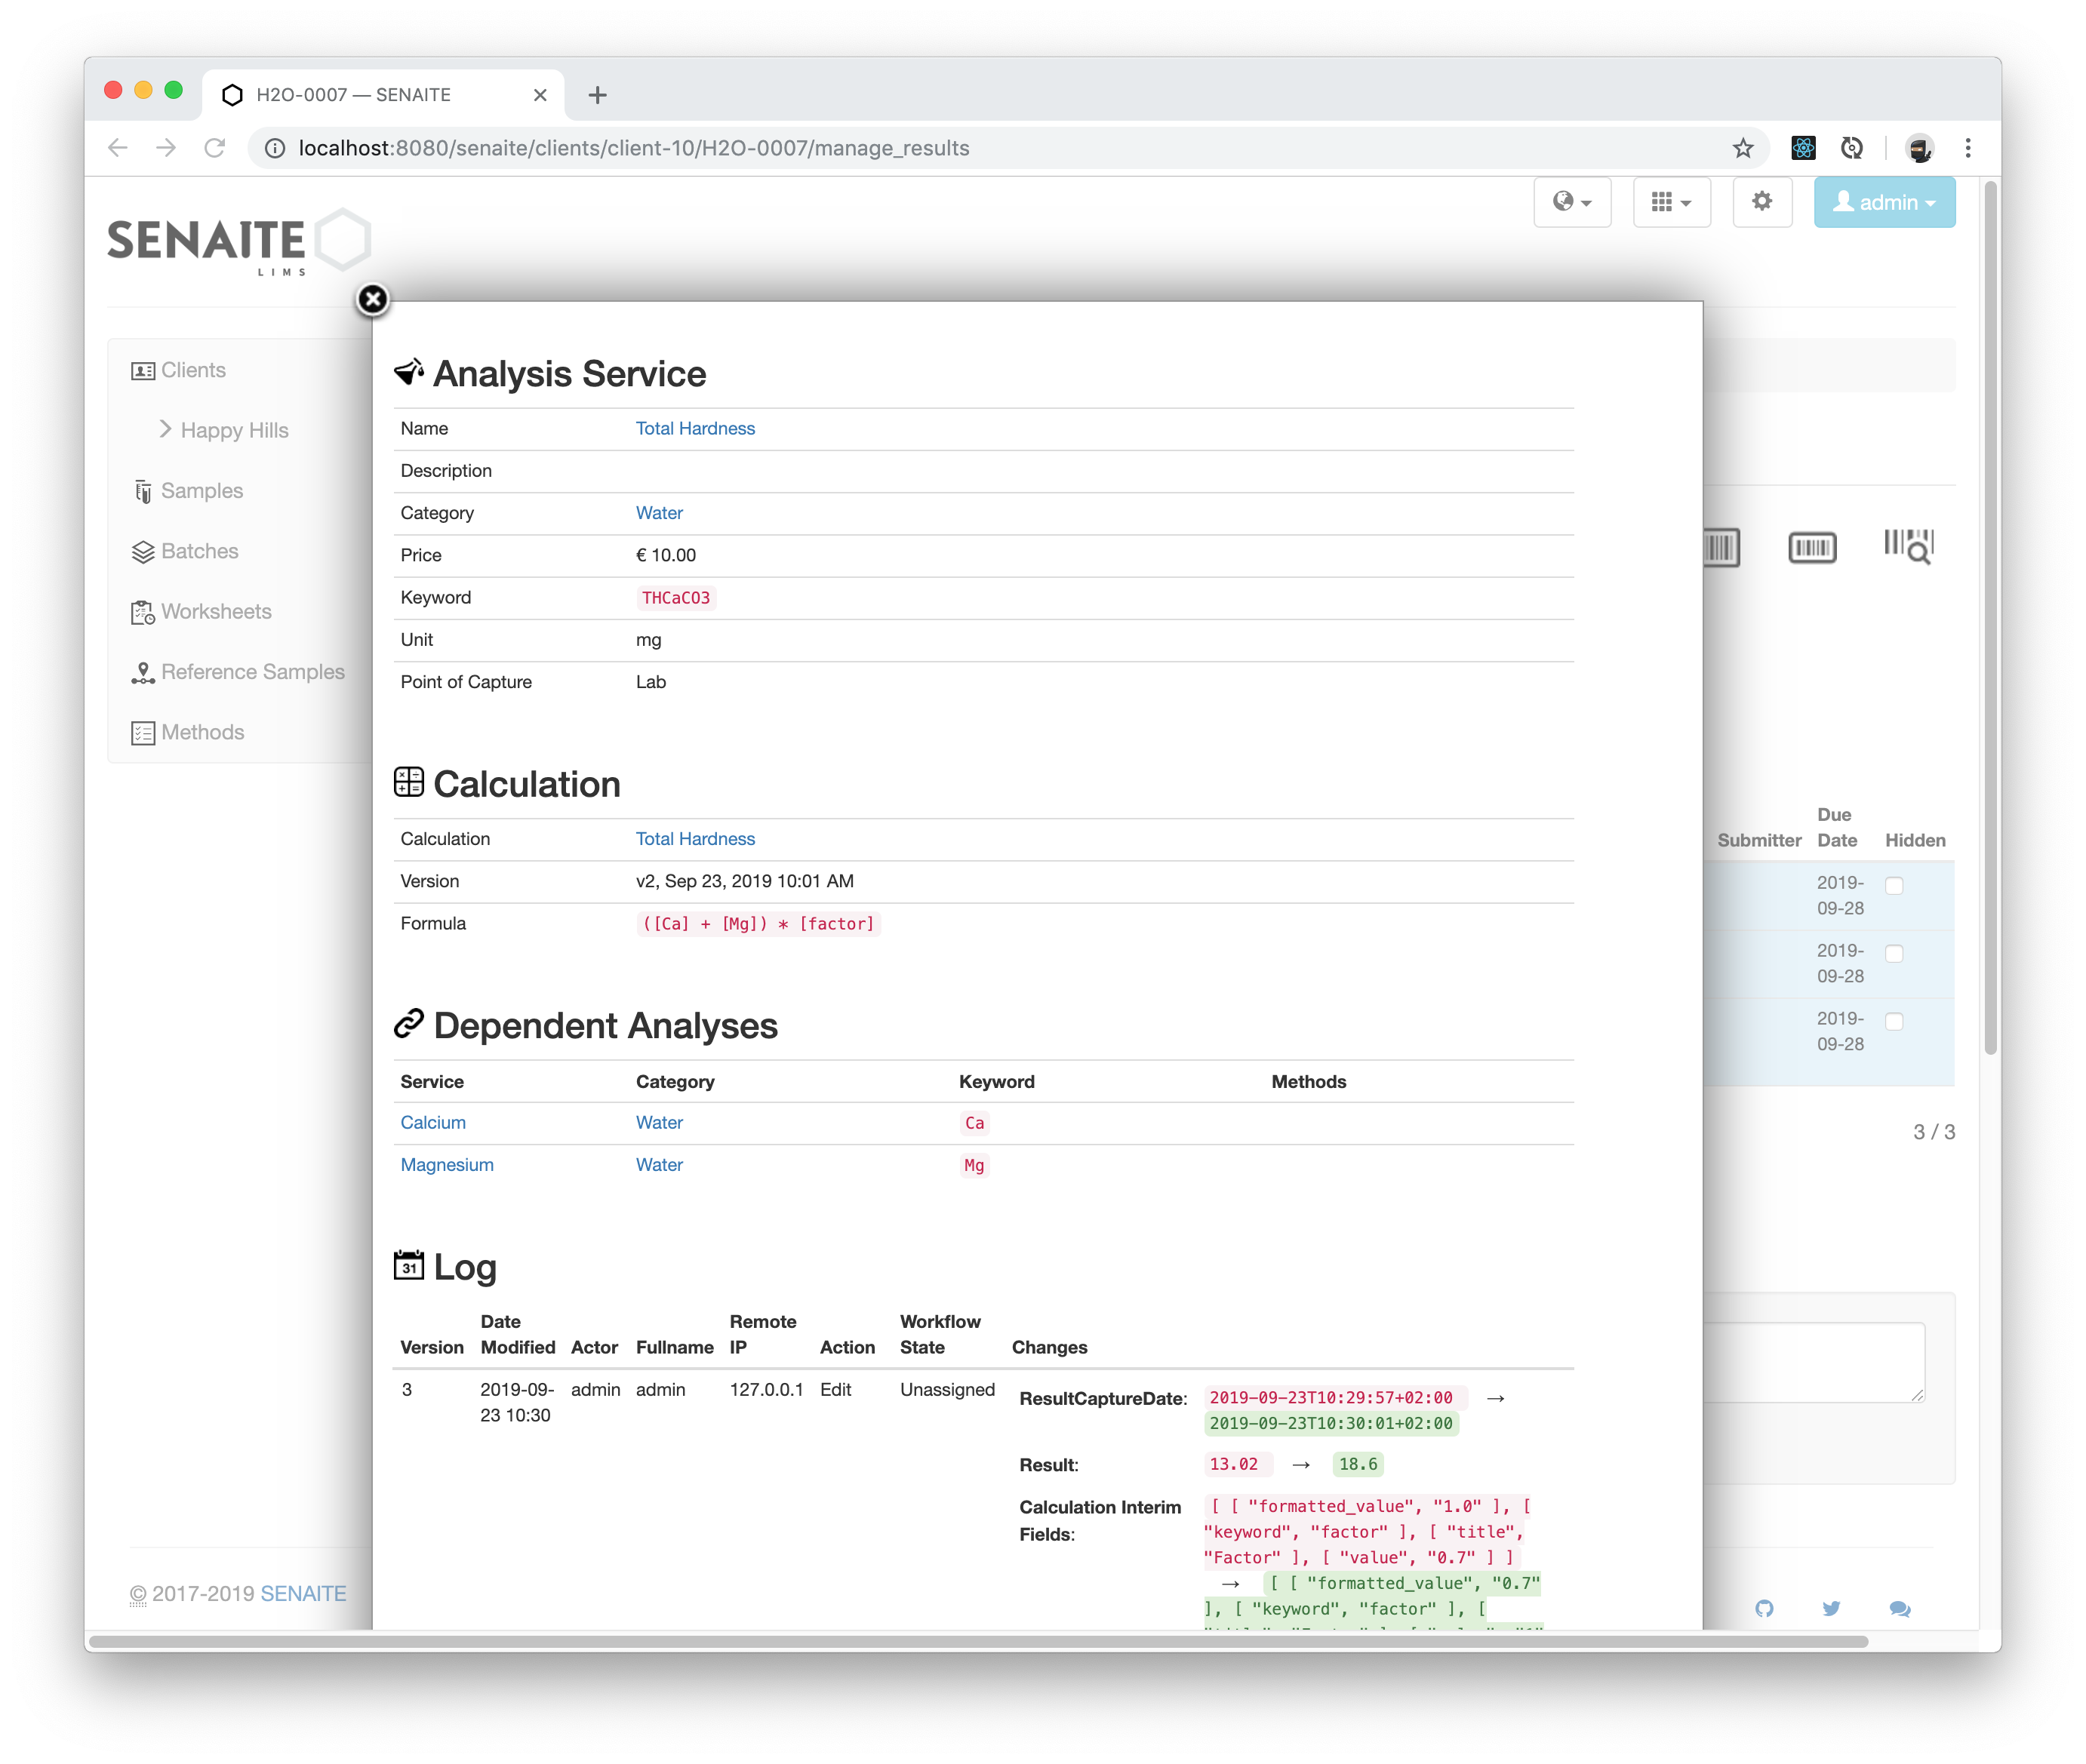 H2O-0007 — SENAITE
localhost:8080/senaite/clients/client-10/H2O-0007/manage_results
admin
SENAITE
LIMS
Clients
Happy Hills
Samples
Batches
Worksheets
Reference Samples
Methods
Analysis Service
Name Total Hardness
Description
Category Water
Price € 10.00
Keyword THCaCO3
Unit mg
Point of Capture Lab
Calculation
Calculation Total Hardness
Version v2, Sep 23, 2019 10:01 AM
Formula ([Ca] + [Mg]) * [factor]
Dependent Analyses
Service Category Keyword Methods
Calcium Water Ca
Magnesium Water Mg
31 Log
Date Remote Workflow
Version Modified Actor Fullname IP Action State Changes
3 2019-09- admin admin 127.0.0.1 Edit Unassigned
23 10:30
ResultCaptureDate: 2019-09-23T10:29:57+02:00 →
2019-09-23T10:30:01+02:00
Result: 13.02 → 18.6
Calculation Interim [ [ "formatted_value", "1.0" ], [
Fields: "keyword", "factor" ], [ "title",
"Factor" ], [ "value", "0.7" ] ]
→ [ [ "formatted_value", "0.7"
], [ "keyword", "factor" ], [
Due
Submitter Date Hidden
2019-
09-28
2019-
09-28
2019-
09-28
3 / 3
© 2017-2019 SENAITE